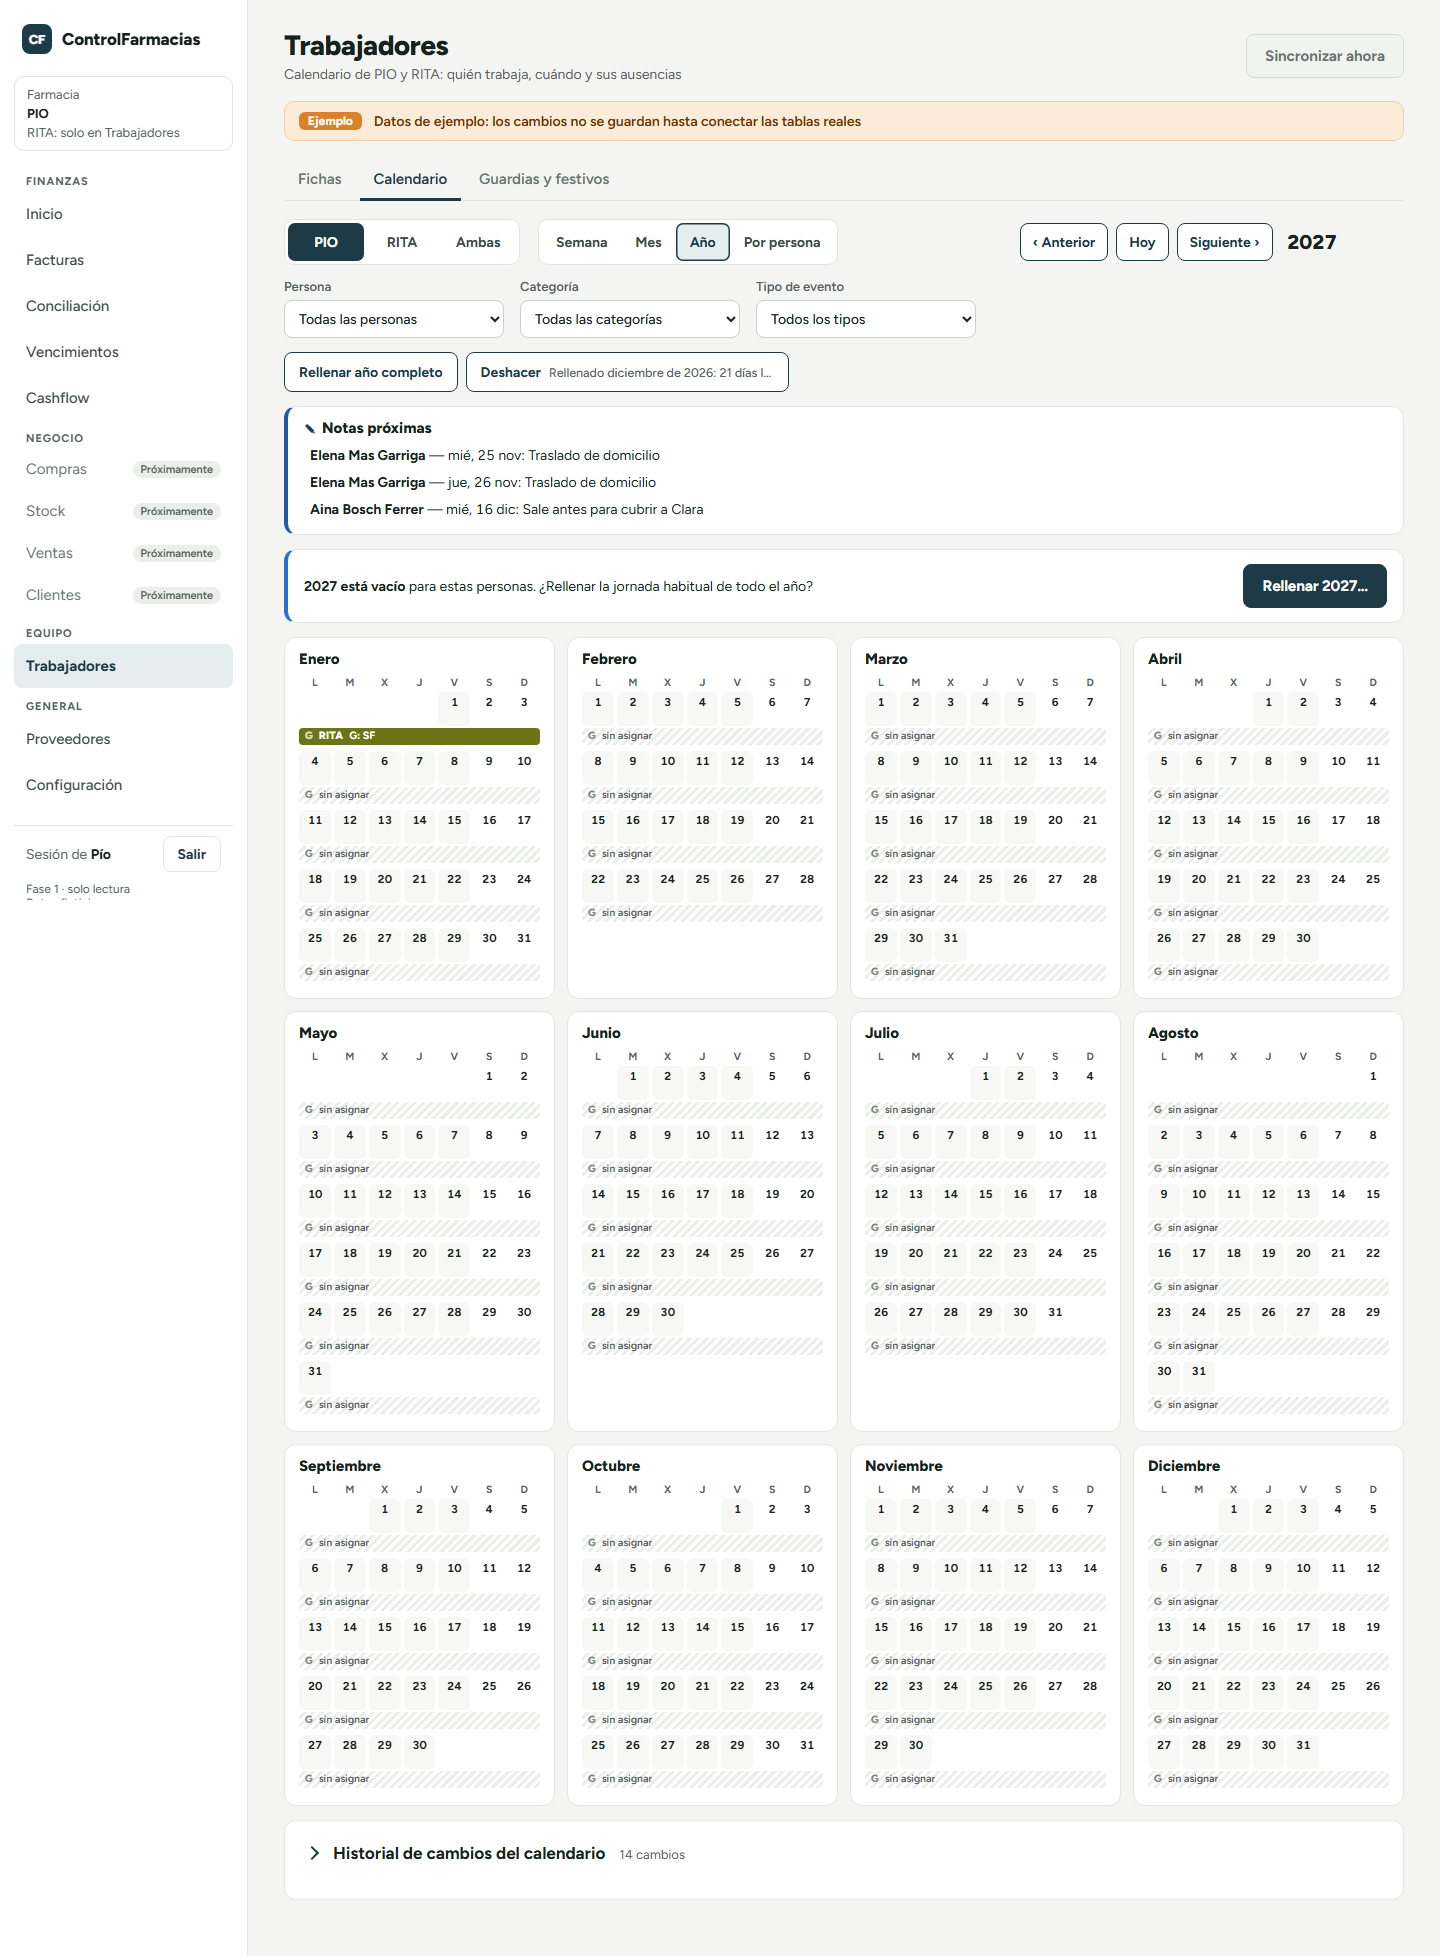 CF ControlFarmacias
Farmacia
PIO
RITA: solo en Trabajadores
FINANZAS
Inicio
Facturas
Conciliación
Vencimientos
Cashflow
NEGOCIO
Compras Próximamente
Stock Próximamente
Ventas Próximamente
Clientes Próximamente
EQUIPO
Trabajadores
GENERAL
Proveedores
Configuración
Sesión de Pío Salir
Fase 1 · solo lectura
Trabajadores
Calendario de PIO y RITA: quién trabaja, cuándo y sus ausencias
Sincronizar ahora
Ejemplo Datos de ejemplo: los cambios no se guardan hasta conectar las tablas reales
Fichas Calendario Guardias y festivos
PIO RITA Ambas Semana Mes Año Por persona ‹ Anterior Hoy Siguiente › 2027
Persona Categoría Tipo de evento
Todas las personas Todas las categorías Todos los tipos
Rellenar año completo Deshacer Rellenado diciembre de 2026: 21 días l...
Notas próximas
Elena Mas Garriga — mié, 25 nov: Traslado de domicilio
Elena Mas Garriga — jue, 26 nov: Traslado de domicilio
Aina Bosch Ferrer — mié, 16 dic: Sale antes para cubrir a Clara
2027 está vacío para estas personas. ¿Rellenar la jornada habitual de todo el año? Rellenar 2027...
Enero
L M X J V S D
1 2 3
G RITA G: SF
4 5 6 7 8 9 10
G sin asignar
11 12 13 14 15 16 17
G sin asignar
18 19 20 21 22 23 24
G sin asignar
25 26 27 28 29 30 31
G sin asignar
Febrero
L M X J V S D
1 2 3 4 5 6 7
G sin asignar
8 9 10 11 12 13 14
G sin asignar
15 16 17 18 19 20 21
G sin asignar
22 23 24 25 26 27 28
G sin asignar
Marzo
L M X J V S D
1 2 3 4 5 6 7
G sin asignar
8 9 10 11 12 13 14
G sin asignar
15 16 17 18 19 20 21
G sin asignar
22 23 24 25 26 27 28
G sin asignar
29 30 31
G sin asignar
Abril
L M X J V S D
1 2 3 4
G sin asignar
5 6 7 8 9 10 11
G sin asignar
12 13 14 15 16 17 18
G sin asignar
19 20 21 22 23 24 25
G sin asignar
26 27 28 29 30
G sin asignar
Mayo
L M X J V S D
1 2
G sin asignar
3 4 5 6 7 8 9
G sin asignar
10 11 12 13 14 15 16
G sin asignar
17 18 19 20 21 22 23
G sin asignar
24 25 26 27 28 29 30
G sin asignar
31
G sin asignar
Junio
L M X J V S D
1 2 3 4 5 6
G sin asignar
7 8 9 10 11 12 13
G sin asignar
14 15 16 17 18 19 20
G sin asignar
21 22 23 24 25 26 27
G sin asignar
28 29 30
G sin asignar
Julio
L M X J V S D
1 2 3 4
G sin asignar
5 6 7 8 9 10 11
G sin asignar
12 13 14 15 16 17 18
G sin asignar
19 20 21 22 23 24 25
G sin asignar
26 27 28 29 30 31
G sin asignar
Agosto
L M X J V S D
1
G sin asignar
2 3 4 5 6 7 8
G sin asignar
9 10 11 12 13 14 15
G sin asignar
16 17 18 19 20 21 22
G sin asignar
23 24 25 26 27 28 29
G sin asignar
30 31
G sin asignar
Septiembre
L M X J V S D
1 2 3 4 5
G sin asignar
6 7 8 9 10 11 12
G sin asignar
13 14 15 16 17 18 19
G sin asignar
20 21 22 23 24 25 26
G sin asignar
27 28 29 30
G sin asignar
Octubre
L M X J V S D
1 2 3
G sin asignar
4 5 6 7 8 9 10
G sin asignar
11 12 13 14 15 16 17
G sin asignar
18 19 20 21 22 23 24
G sin asignar
25 26 27 28 29 30 31
G sin asignar
Noviembre
L M X J V S D
1 2 3 4 5 6 7
G sin asignar
8 9 10 11 12 13 14
G sin asignar
15 16 17 18 19 20 21
G sin asignar
22 23 24 25 26 27 28
G sin asignar
29 30
G sin asignar
Diciembre
L M X J V S D
1 2 3 4 5
G sin asignar
6 7 8 9 10 11 12
G sin asignar
13 14 15 16 17 18 19
G sin asignar
20 21 22 23 24 25 26
G sin asignar
27 28 29 30 31
G sin asignar
Historial de cambios del calendario 14 cambios